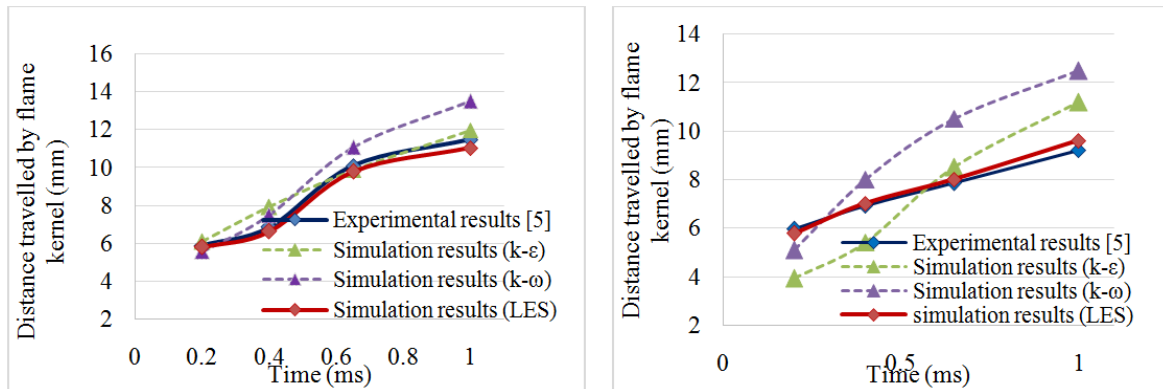 16
14
12
10
8
6
4
2
Distance travelled by flame
kernel (mm)
Experimental results [5]
Simulation results (k-ε)
Simulation results (k-ω)
Simulation results (LES)
0
0.2
0.4
0.6
0.8
1
Time (ms)
14
12
10
8
6
4
2
Distance travelled by flame
kernel (mm)
Experimental results [5]
Simulation results (k-ε)
Simulation results (k-ω)
simulation results (LES)
0
0.5
1
Time (ms)